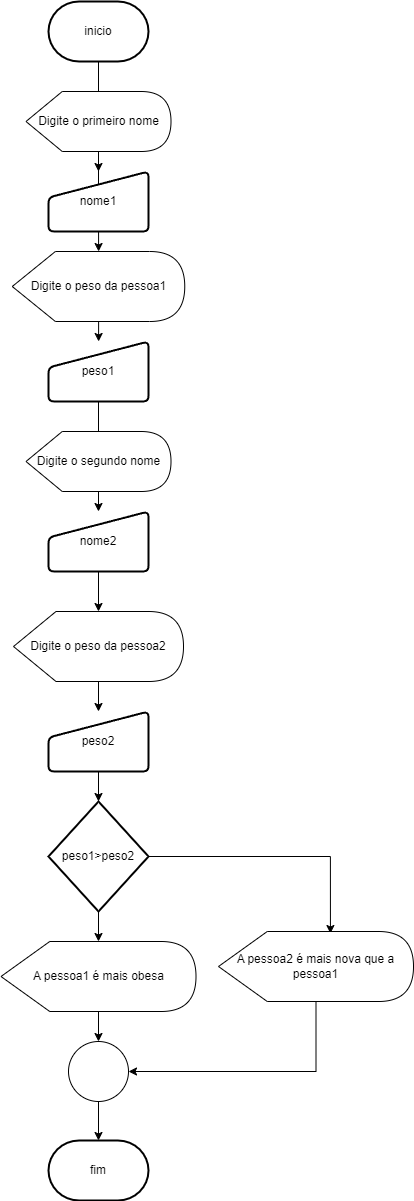 inicio
Digite o primeiro nome
nome1
Digite o peso da pessoa1
peso1
Digite o segundo nome
nome2
Digite o peso da pessoa2
peso2
peso1>peso2
A pessoa1 é mais obesa
A pessoa2 é mais nova que a
pessoa1
fim